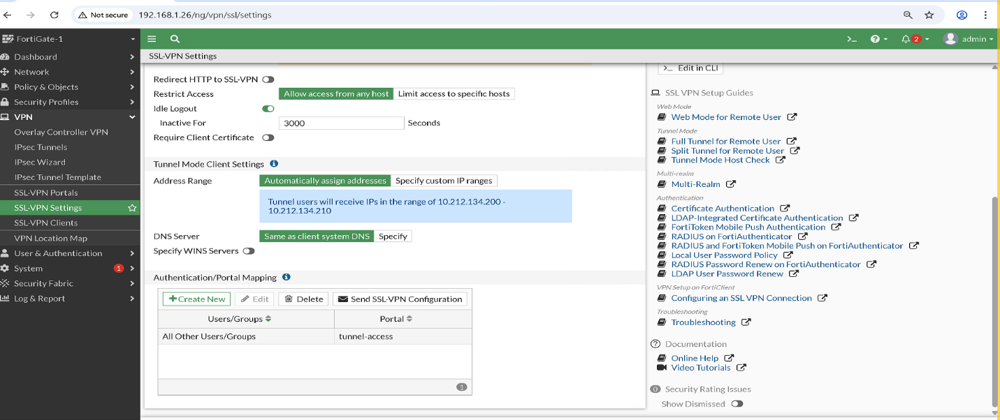 Not secure 192.168.1.26/ng/vpn/ssl/settings
FortiGate-1
Dashboard
Network
Policy & Objects
Security Profiles
VPN
Overlay Controller VPN
IPsec Tunnels
IPsec Wizard
IPsec Tunnel Template
SSL-VPN Portals
SSL-VPN Settings
SSL-VPN Clients
VPN Location Map
User & Authentication
System 1
Security Fabric
Log & Report
>_ ? 2 admin
SSL-VPN Settings
Redirect HTTP to SSL-VPN
Restrict Access Allow access from any host Limit access to specific hosts
Idle Logout
Inactive For 3000 Seconds
Require Client Certificate
Tunnel Mode Client Settings
Address Range Automatically assign addresses Specify custom IP ranges
Tunnel users will receive IPs in the range of 10.212.134.200 -
10.212.134.210
DNS Server Same as client system DNS Specify
Specify WINS Servers
Authentication/Portal Mapping
+Create New Edit Delete Send SSL-VPN Configuration
Users/Groups Portal
All Other Users/Groups tunnel-access
1
>_ Edit in CLI
SSL VPN Setup Guides
Web Mode
Web Mode for Remote User
Tunnel Mode
Full Tunnel for Remote User
Split Tunnel for Remote User
Tunnel Mode Host Check
Multi-realm
Multi-Realm
Authentication
Certificate Authentication
LDAP-Integrated Certificate Authentication
FortiToken Mobile Push Authentication
RADIUS on FortiAuthenticator
RADIUS and FortiToken Mobile Push on FortiAuthenticator
Local User Password Policy
RADIUS Password Renew on FortiAuthenticator
LDAP User Password Renew
VPN Setup on FortiClient
Configuring an SSL VPN Connection
Troubleshooting
Troubleshooting
? Documentation
Online Help
Video Tutorials
0 Security Rating Issues
Show Dismissed